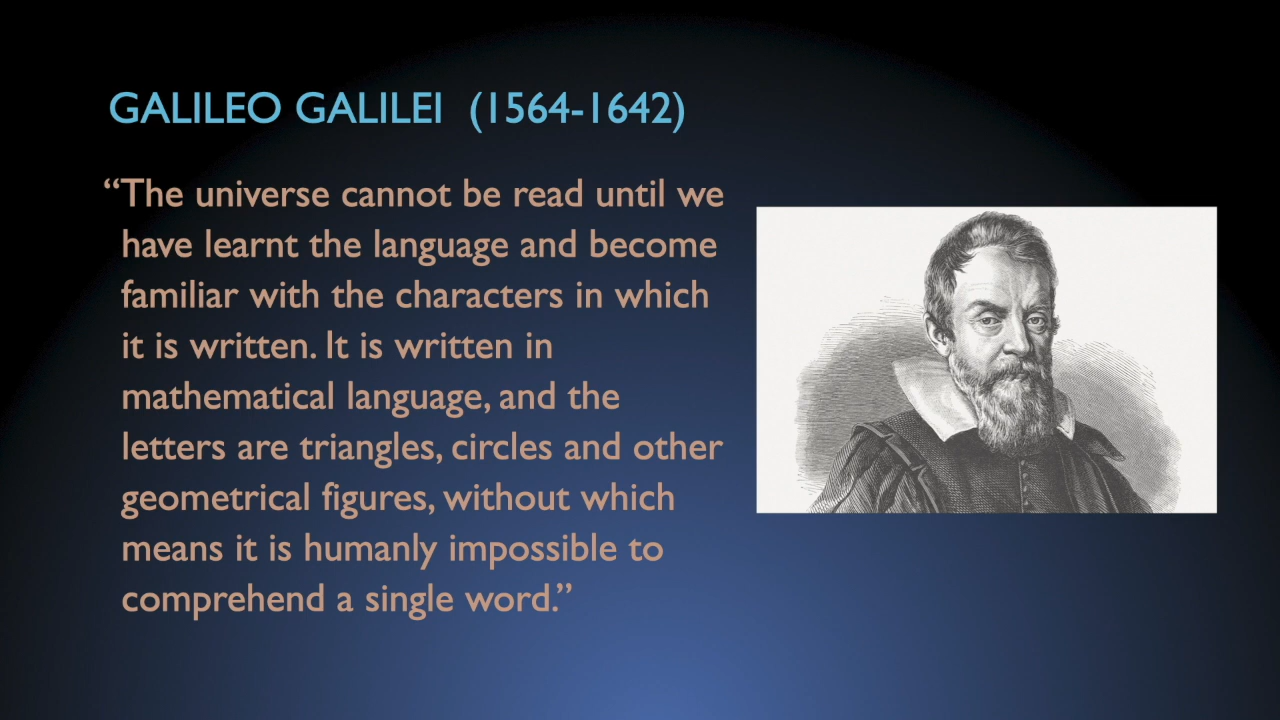 GALILEO GALILEI (1564-1642)
“The universe cannot be read until we
have learnt the language and become
familiar with the characters in which
it is written. It is written in
mathematical language, and the
letters are triangles, circles and other
geometrical figures, without which
means it is humanly impossible to
comprehend a single word.”